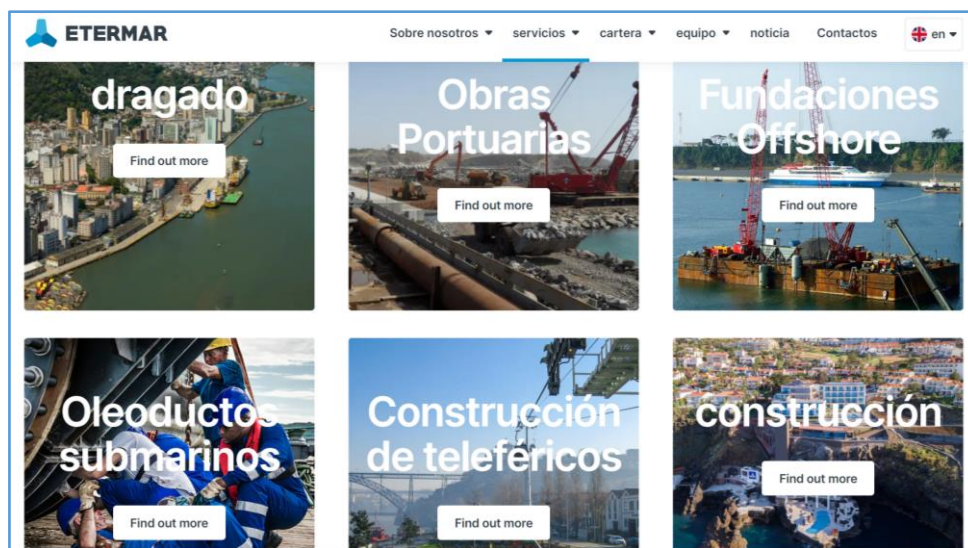 ETERMAR
Sobre nosotros servicios cartera equipo noticia Contactos en
dragado
Find out more
Obras
Portuarias
Find out more
Fundaciones
Offshore
Find out more
Oleoductos
submarinos
Find out more
Construcción
de teleféricos
Find out more
construcción
Find out more